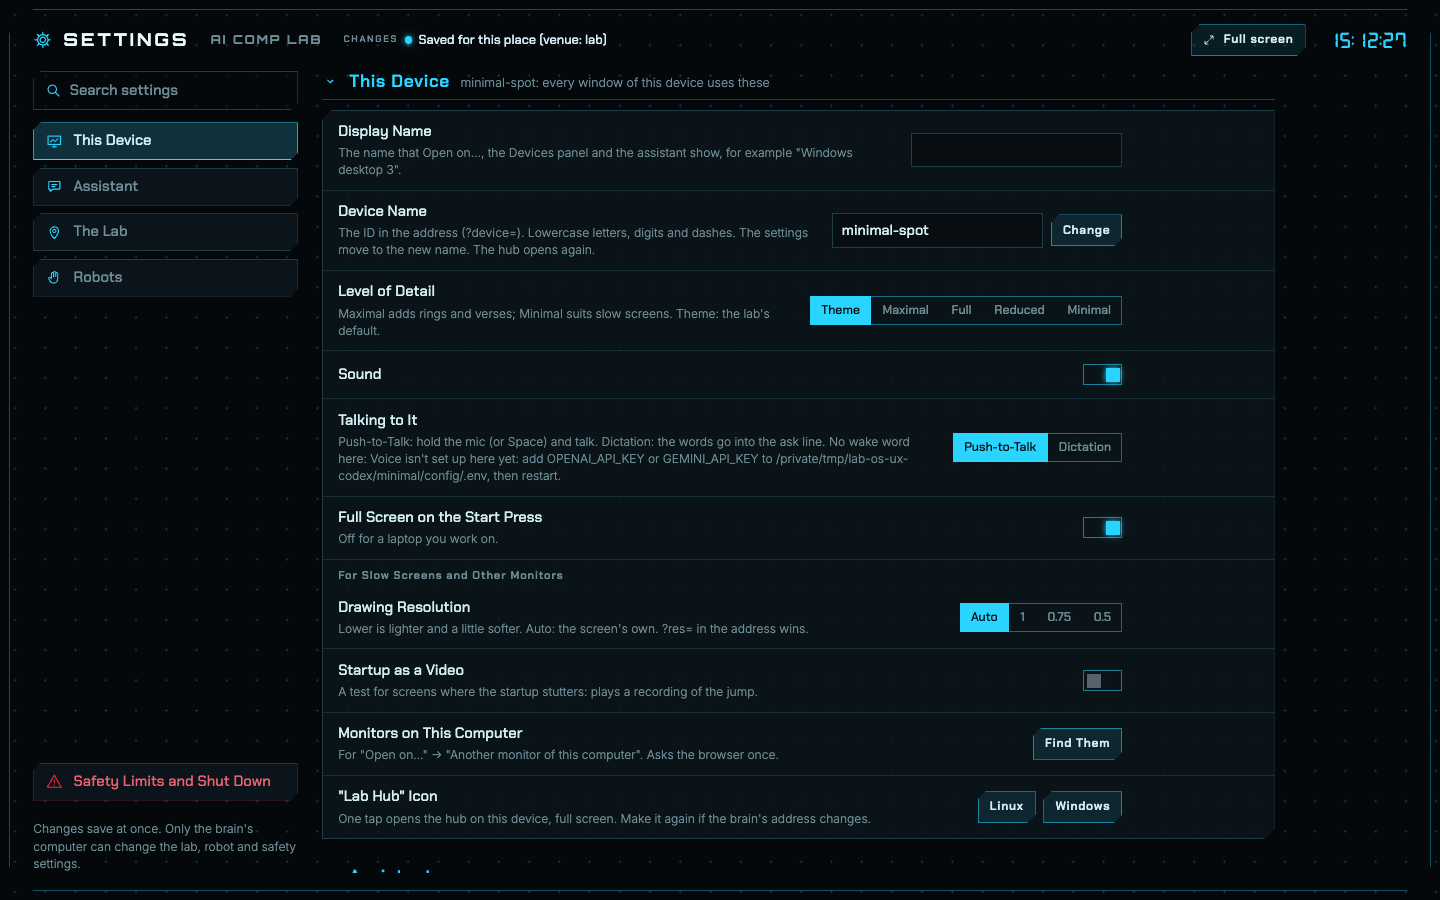 SETTINGS
AI COMP LAB
CHANGES
Saved for this place (venue: lab)
Full screen
15:12:27
Search settings
This Device
Assistant
The Lab
Robots
Safety Limits and Shut Down
Changes save at once. Only the brain's
computer can change the lab, robot and safety
settings.
This Device
minimal-spot: every window of this device uses these
Display Name
The name that Open on..., the Devices panel and the assistant show, for example "Windows
desktop 3".
Device Name
The ID in the address (?device=). Lowercase letters, digits and dashes. The settings
move to the new name. The hub opens again.
minimal-spot
Change
Level of Detail
Maximal adds rings and verses; Minimal suits slow screens. Theme: the lab's
default.
Theme
Maximal
Full
Reduced
Minimal
Sound
Talking to It
Push-to-Talk: hold the mic (or Space) and talk. Dictation: the words go into the ask line. No wake word
here: Voice isn't set up here yet: add OPENAI_API_KEY or GEMINI_API_KEY to /private/tmp/lab-os-ux-
codex/minimal/config/.env, then restart.
Push-to-Talk
Dictation
Full Screen on the Start Press
Off for a laptop you work on.
For Slow Screens and Other Monitors
Drawing Resolution
Lower is lighter and a little softer. Auto: the screen's own. ?res= in the address wins.
Auto
1
0.75
0.5
Startup as a Video
A test for screens where the startup stutters: plays a recording of the jump.
Monitors on This Computer
For "Open on..." → "Another monitor of this computer". Asks the browser once.
Find Them
"Lab Hub" Icon
One tap opens the hub on this device, full screen. Make it again if the brain's address changes.
Linux
Windows